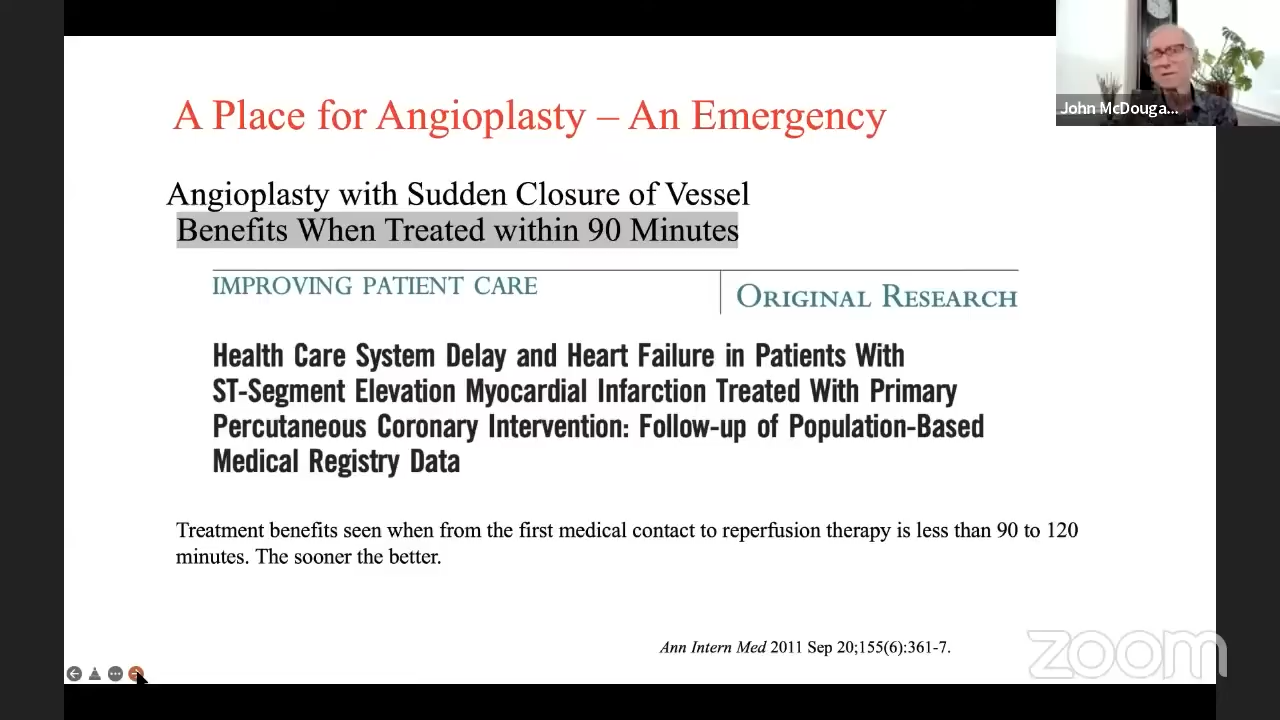 A Place for Angioplasty – An Emergency
John McDouga...
Angioplasty with Sudden Closure of Vessel
Benefits When Treated within 90 Minutes
IMPROVING PATIENT CARE
ORIGINAL RESEARCH
Health Care System Delay and Heart Failure in Patients With
ST-Segment Elevation Myocardial Infarction Treated With Primary
Percutaneous Coronary Intervention: Follow-up of Population-Based
Medical Registry Data
Treatment benefits seen when from the first medical contact to reperfusion therapy is less than 90 to 120
minutes. The sooner the better.
Ann Intern Med 2011 Sep 20;155(6):361-7.
zoom